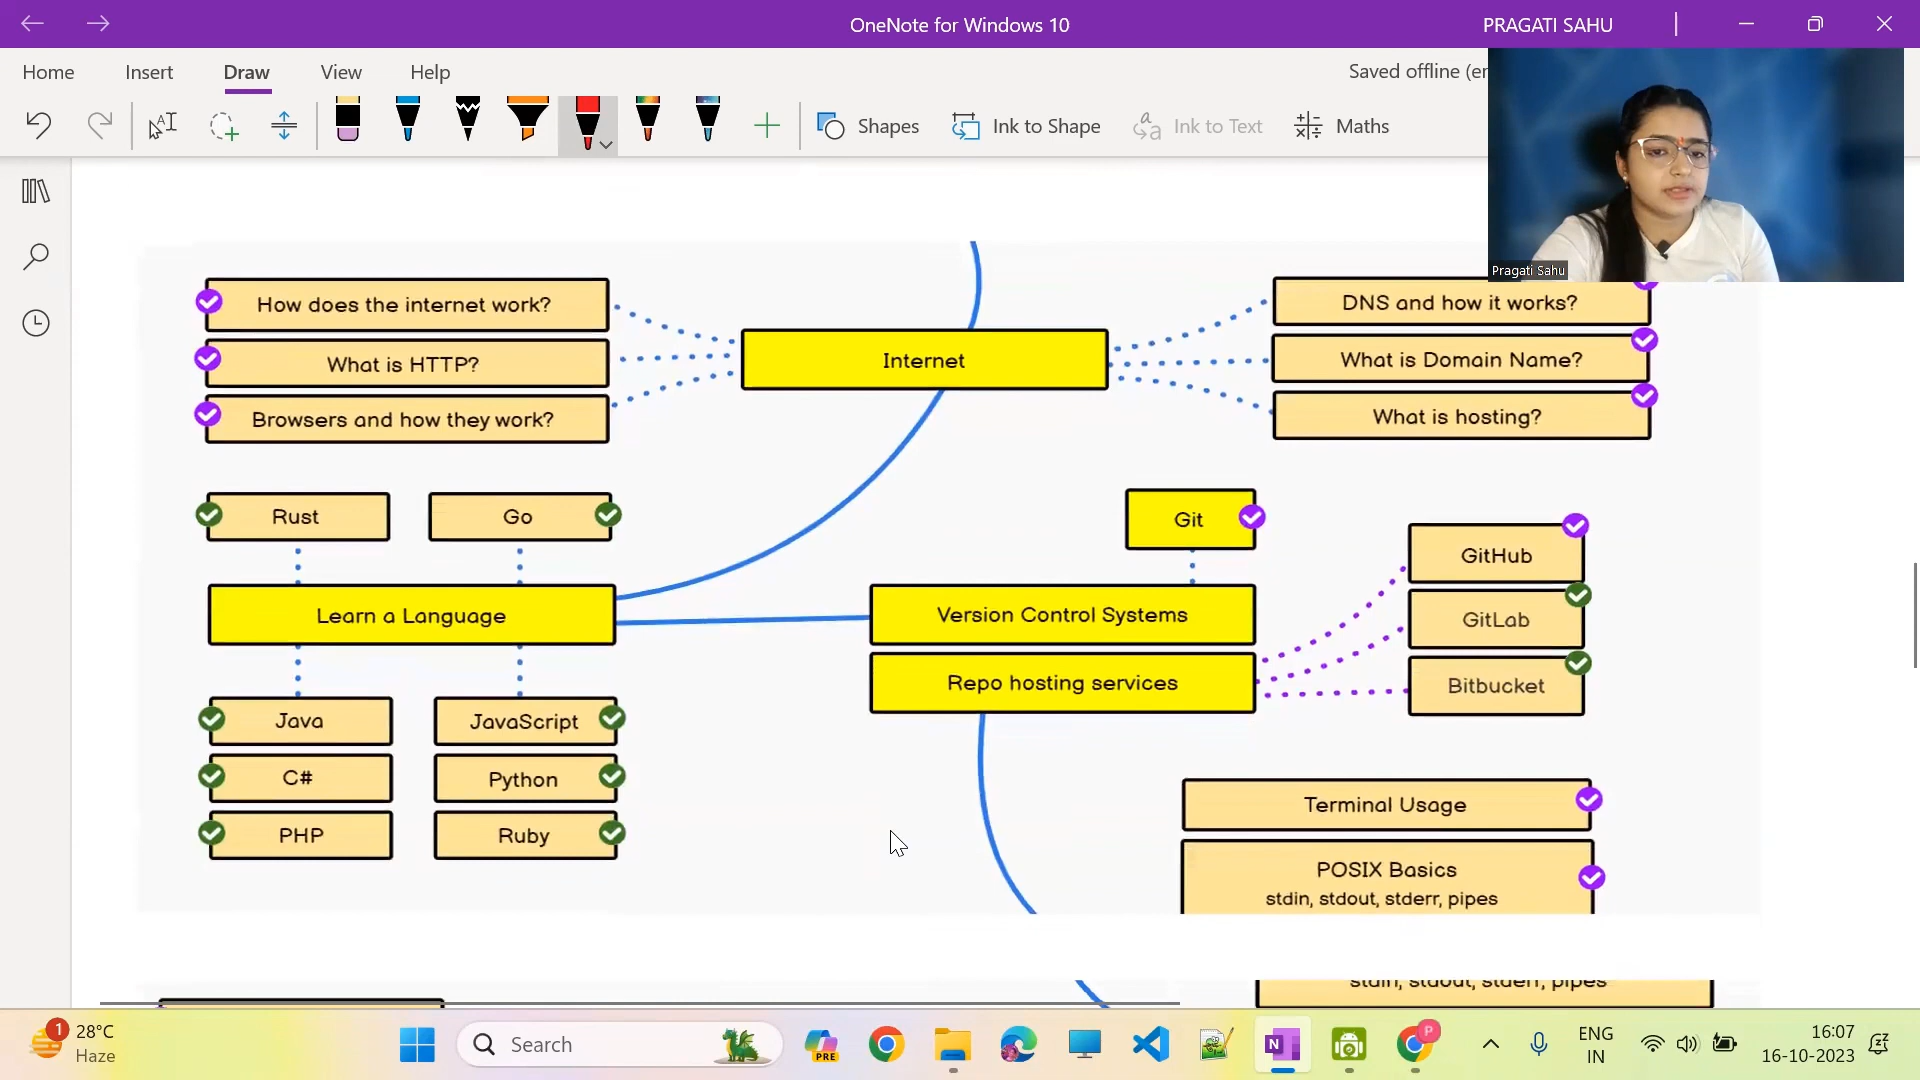 OneNote for Windows 10
PRAGATI SAHU
Home
Insert
Draw
View
Help
Saved offline (er
Shapes
Ink to Shape
Ink to Text
Maths
Pragati Sahu
How does the internet work?
What is HTTP?
Browsers and how they work?
Internet
DNS and how it works?
What is Domain Name?
What is hosting?
Rust
Go
Git
GitHub
Learn a Language
Version Control Systems
GitLab
Repo hosting services
Bitbucket
Java
JavaScript
C#
Python
PHP
Ruby
Terminal Usage
POSIX Basics
stdin, stdout, stderr, pipes
stdin, stdout, stderr, pipes
1
28°C
Haze
Search
PRE
N
P
ENG
IN
16:07
16-10-2023